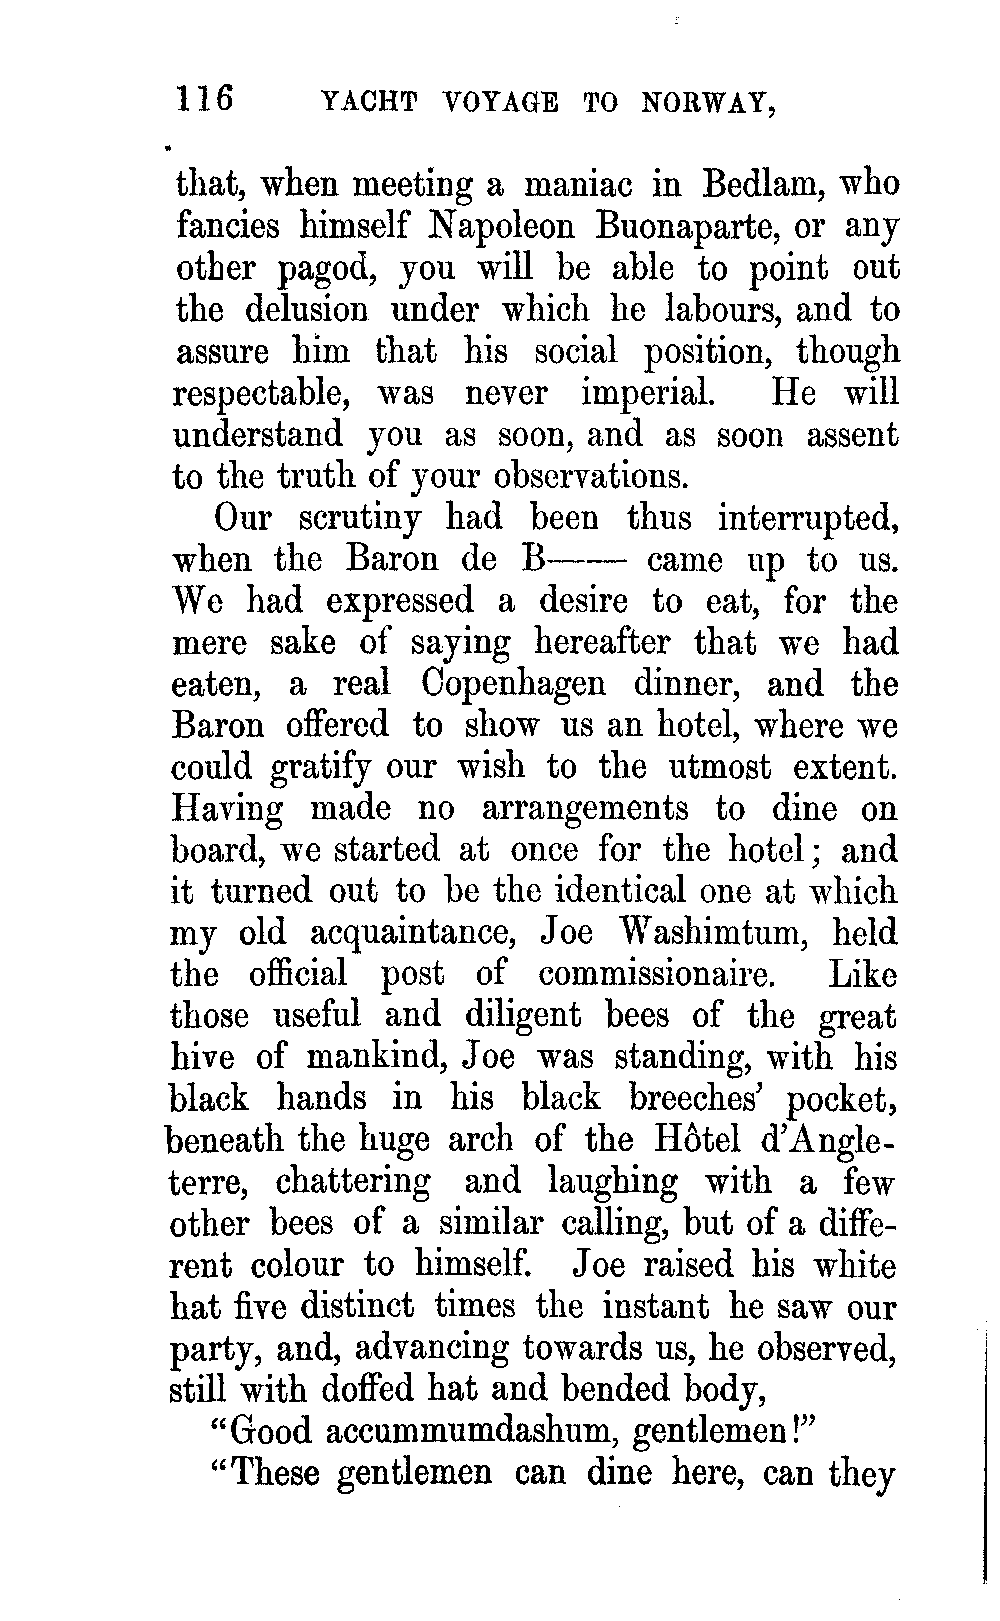 116 YACHT VOYAGE TO NORWAY,
that, when meeting a maniac in Bedlam, who
fancies himself Napoleon Buonaparte, or any
other pagod, you will be able to point out
the delusion under which he labours, and to
assure him that his social position, though
respectable, was never imperial. He will
understand you as soon, and as soon assent
to the truth of your observations.
Our scrutiny had been thus interrupted,
when the Baron de B—— came up to us.
We had expressed a desire to eat, for the
mere sake of saying hereafter that we had
eaten, a real Copenhagen dinner, and the
Baron offered to show us an hotel, where we
could gratify our wish to the utmost extent.
Having made no arrangements to dine on
board, we started at once for the hotel; and
it turned out to be the identical one at which
my old acquaintance, Joe Washimtum, held
the official post of commissionaire. Like
those useful and diligent bees of the great
hive of mankind, Joe was standing, with his
black hands in his black breeches' pocket,
beneath the huge arch of the Hôtel d'Angle-
terre, chattering and laughing with a few
other bees of a similar calling, but of a diffe-
rent colour to himself. Joe raised his white
hat five distinct times the instant he saw our
party, and, advancing towards us, he observed,
still with doffed hat and bended body,
"Good accummumdashum, gentlemen!"
"These gentlemen can dine here, can they